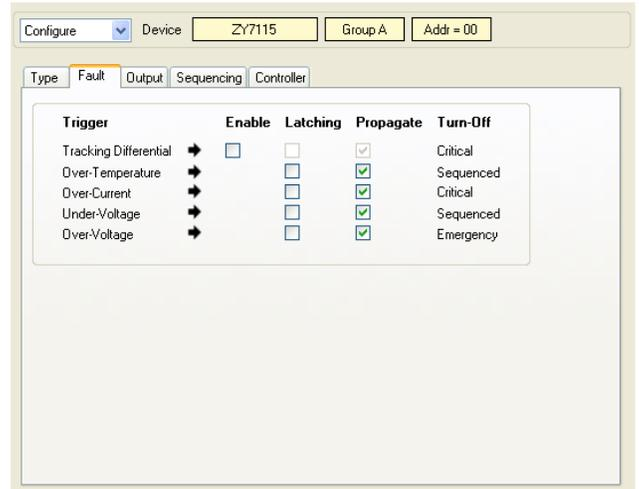 Configure Device ZY7115 Group A Addr = 00
Type Fault Output Sequencing Controller
Trigger Enable Latching Propagate Turn-Off
Tracking Differential Critical
Over-Temperature Sequenced
Over-Current Critical
Under-Voltage Sequenced
Over-Voltage Emergency